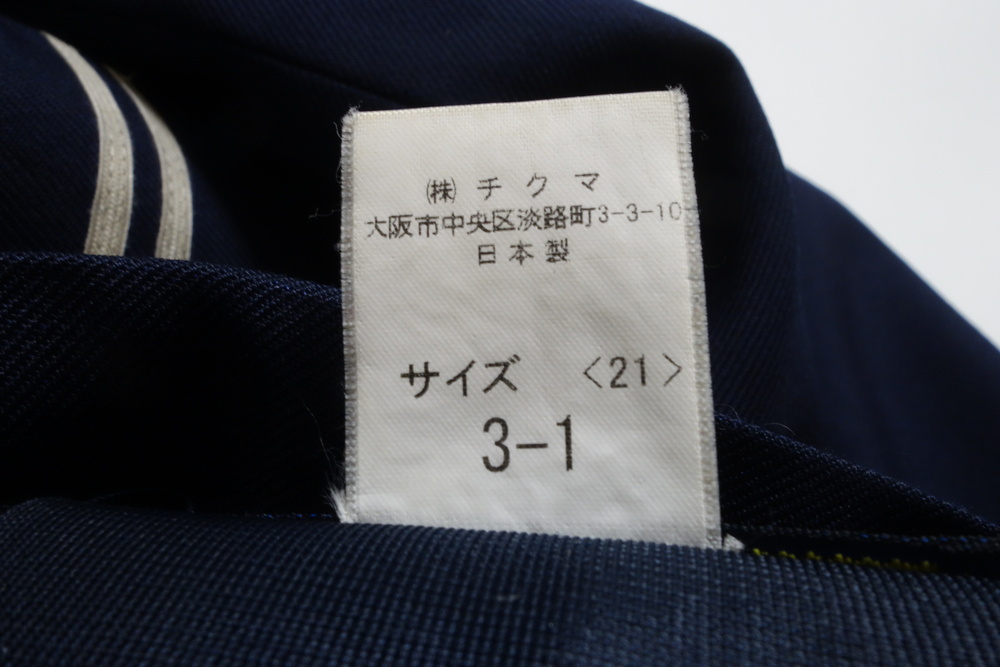 ㈱チクマ
大阪市中央区淡路町3-3-10
日本製
サイズ 〈21〉
3-1